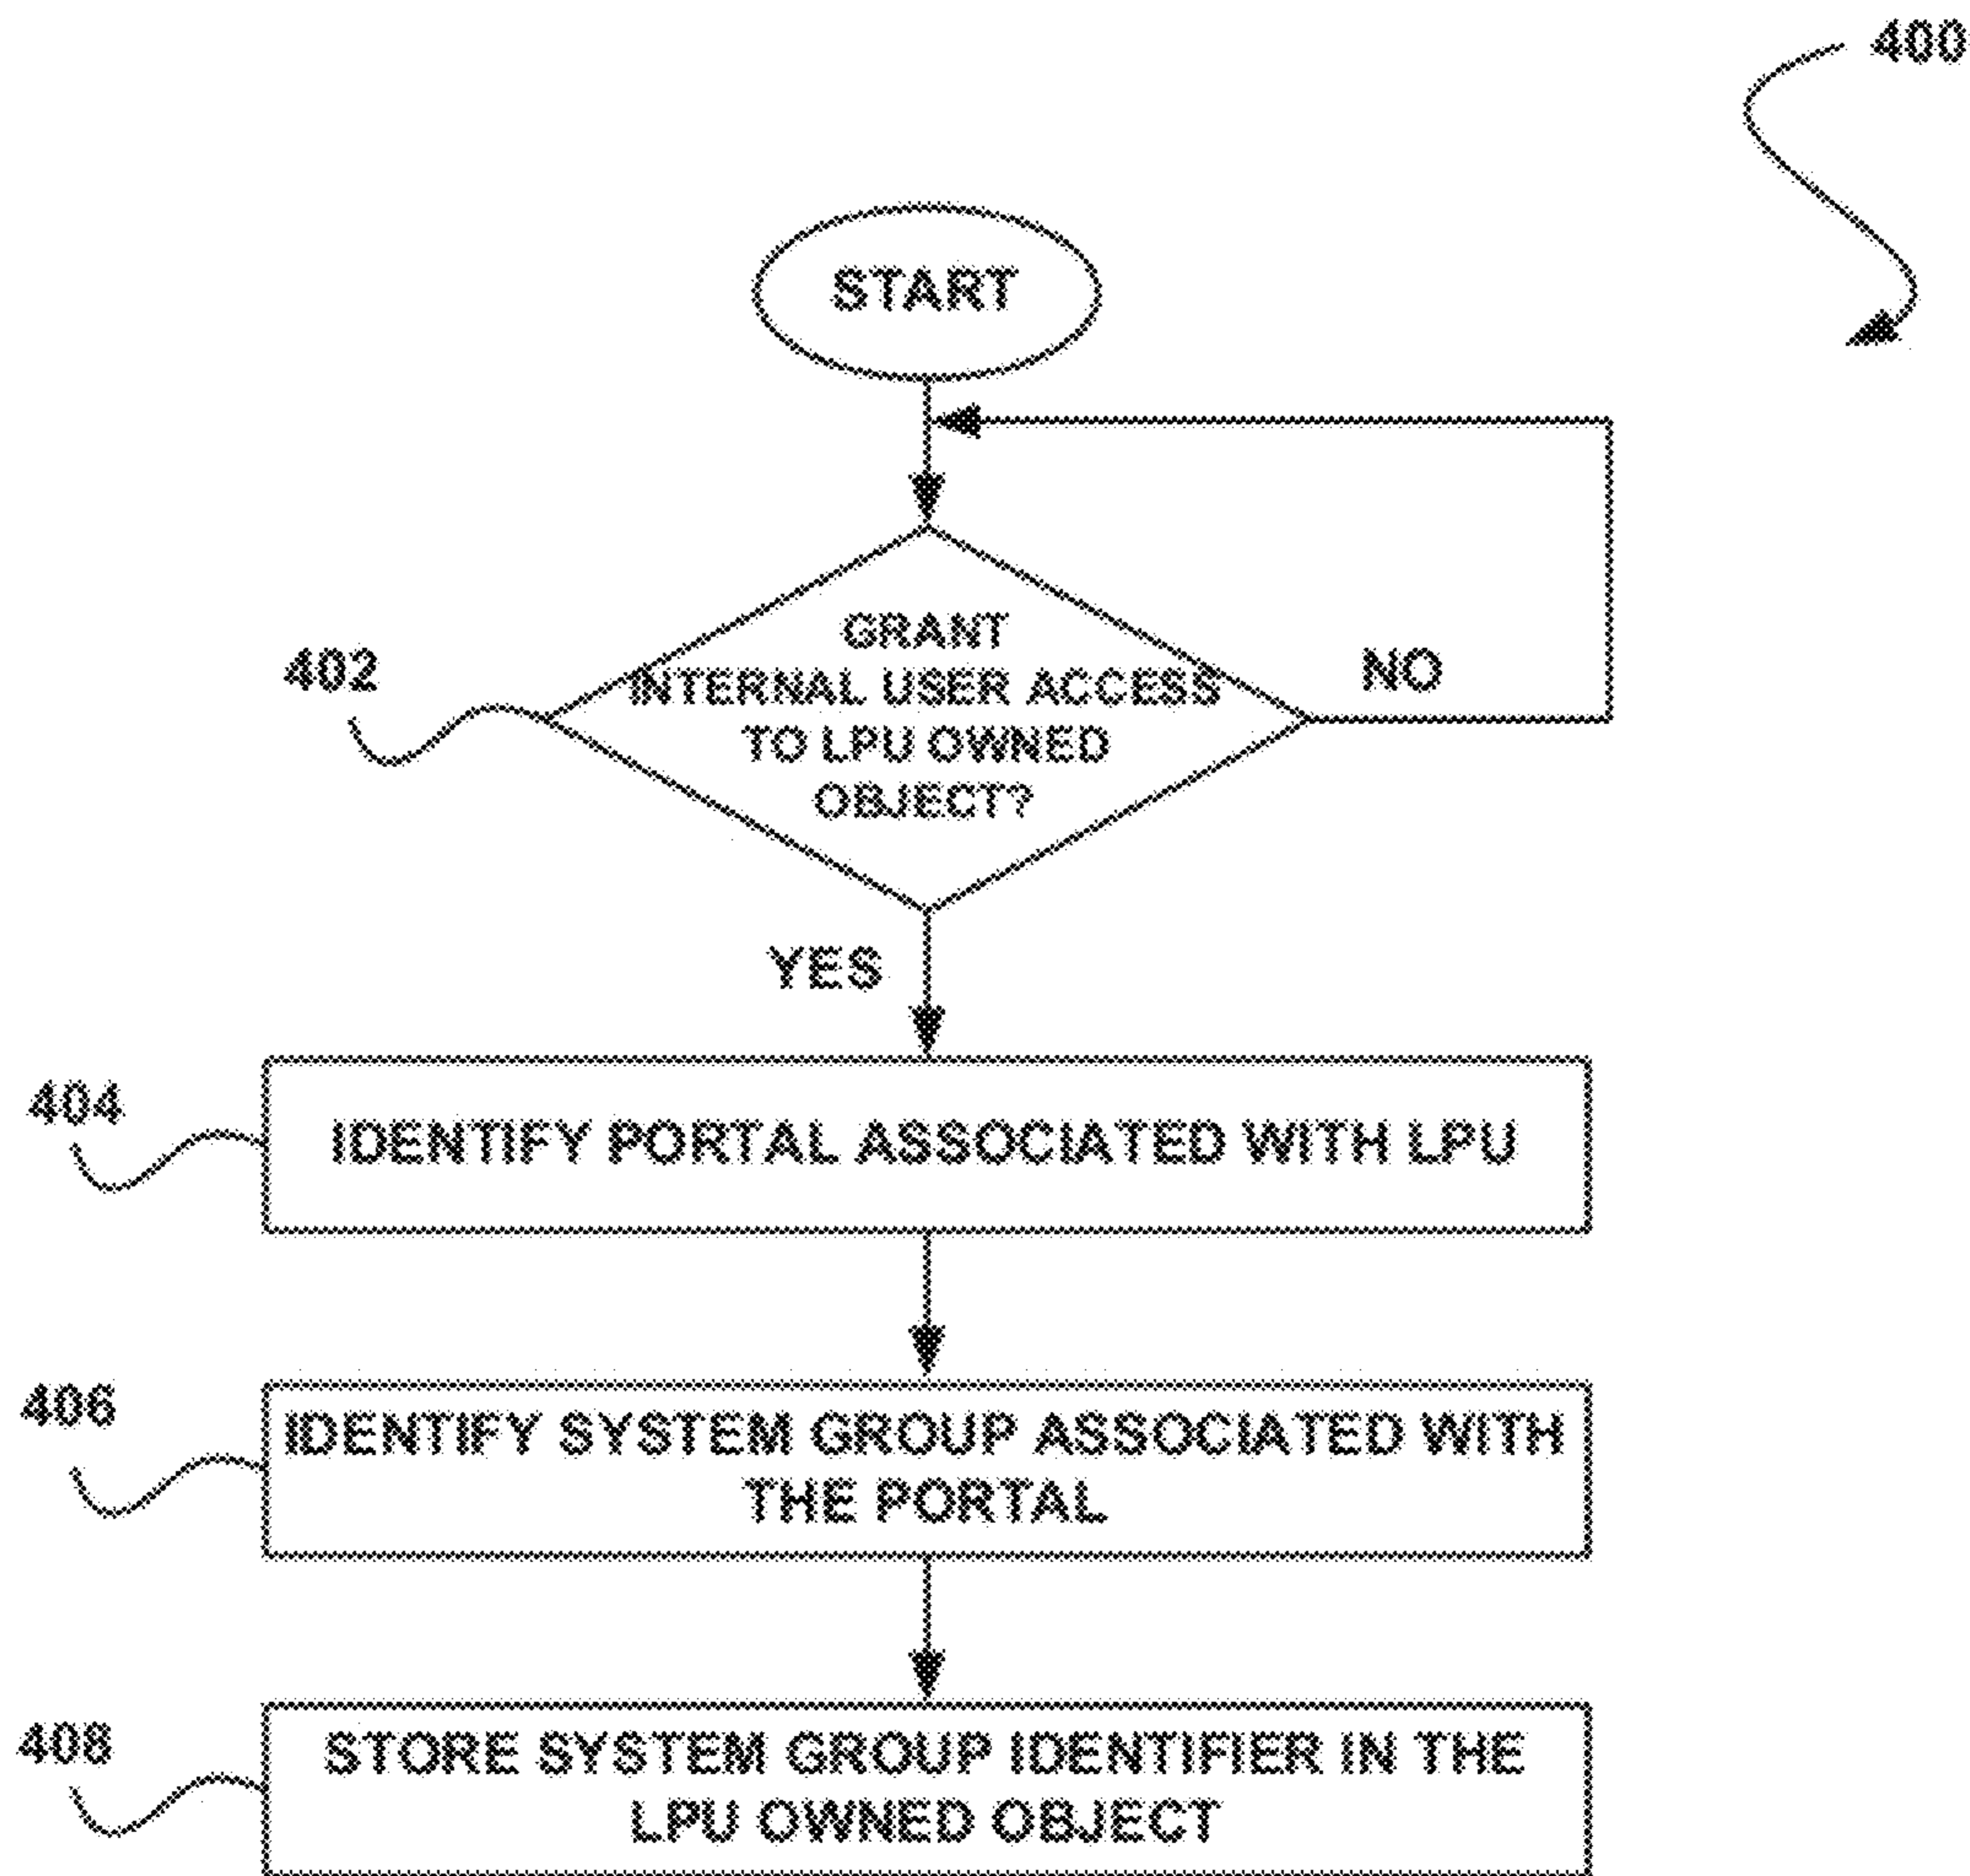 400
START
GRANT
INTERNAL USER ACCESS
TO LPU OWNED
OBJECT?
402
NO
YES
404
IDENTIFY PORTAL ASSOCIATED WITH LPU
406
IDENTIFY SYSTEM GROUP ASSOCIATED WITH
THE PORTAL
408
STORE SYSTEM GROUP IDENTIFIER IN THE
LPU OWNED OBJECT